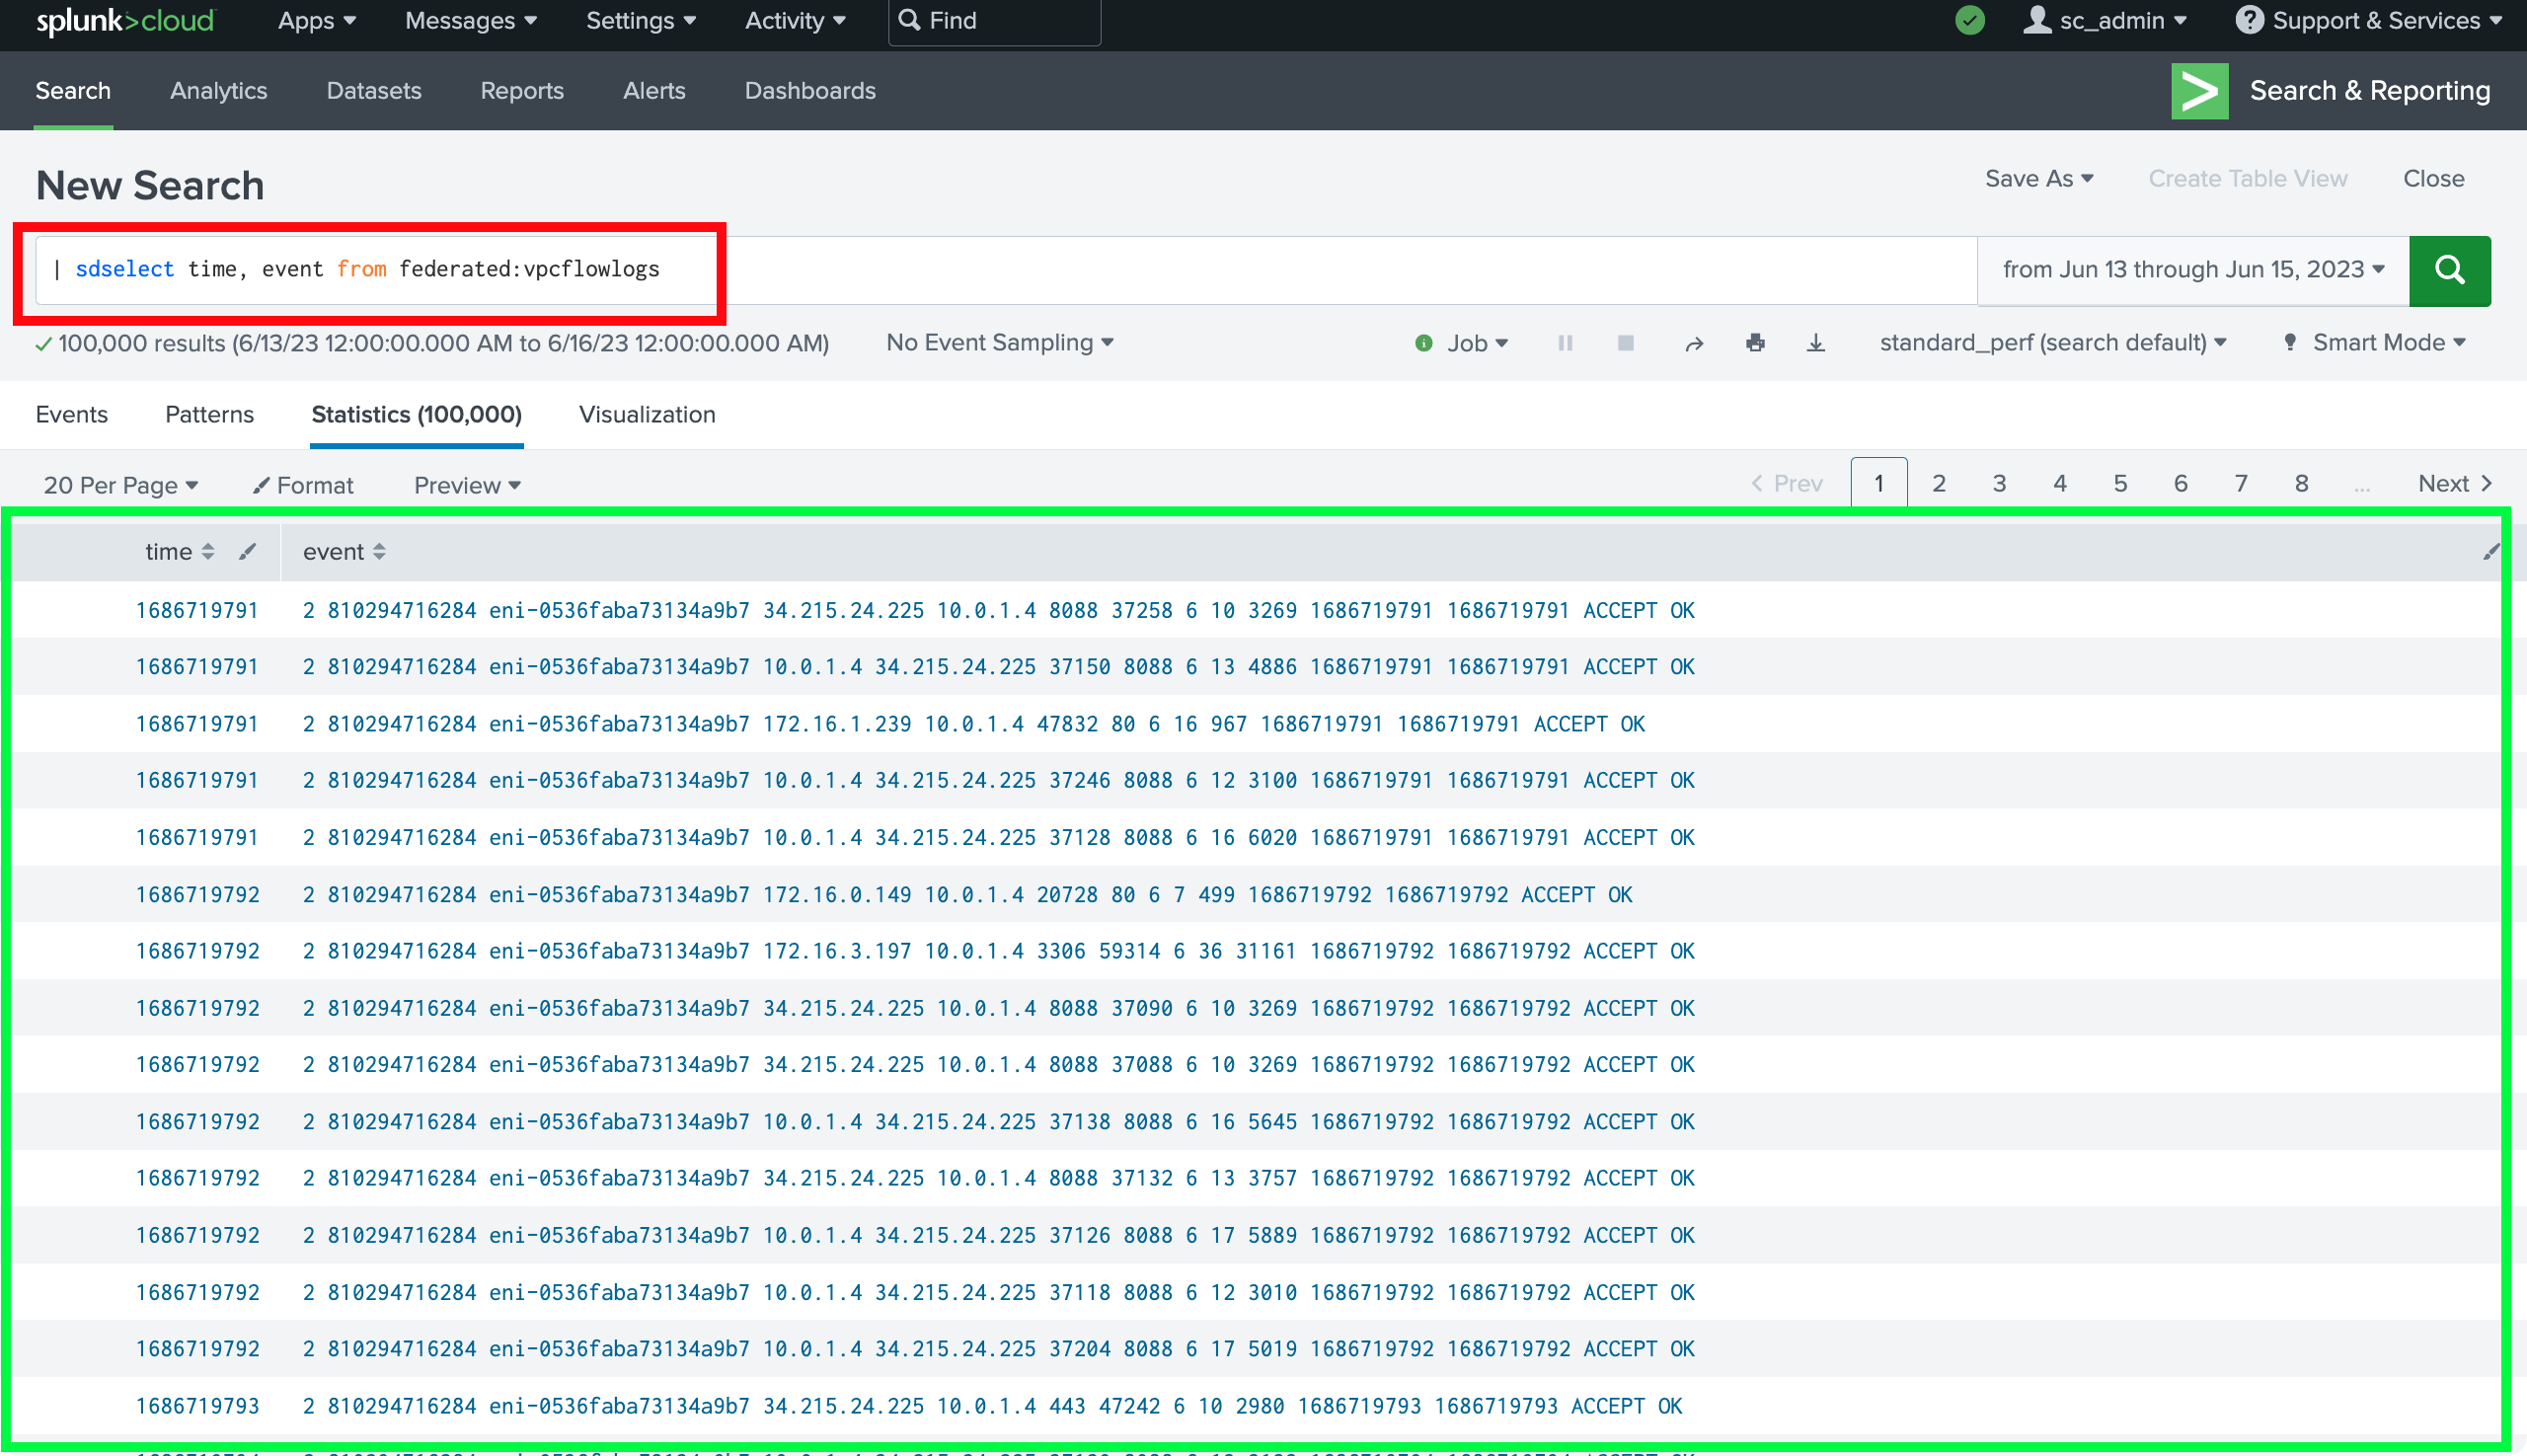 splunk>cloud Apps Messages Settings Activity Find sc_admin Support & Services
Search Analytics Datasets Reports Alerts Dashboards Search & Reporting
New Search Save As Create Table View Close
| sdselect time, event from federated:vpcflowlogs from Jun 13 through Jun 15, 2023
100,000 results (6/13/23 12:00:00.000 AM to 6/16/23 12:00:00.000 AM) No Event Sampling Job standard_perf (search default) Smart Mode
Events Patterns Statistics (100,000) Visualization
20 Per Page Format Preview Prev 1 2 3 4 5 6 7 8 ... Next
time event
1686719791 2 810294716284 eni-0536faba73134a9b7 34.215.24.225 10.0.1.4 8088 37258 6 10 3269 1686719791 1686719791 ACCEPT OK
1686719791 2 810294716284 eni-0536faba73134a9b7 10.0.1.4 34.215.24.225 37150 8088 6 13 4886 1686719791 1686719791 ACCEPT OK
1686719791 2 810294716284 eni-0536faba73134a9b7 172.16.1.239 10.0.1.4 47832 80 6 16 967 1686719791 1686719791 ACCEPT OK
1686719791 2 810294716284 eni-0536faba73134a9b7 10.0.1.4 34.215.24.225 37246 8088 6 12 3100 1686719791 1686719791 ACCEPT OK
1686719791 2 810294716284 eni-0536faba73134a9b7 10.0.1.4 34.215.24.225 37128 8088 6 16 6020 1686719791 1686719791 ACCEPT OK
1686719792 2 810294716284 eni-0536faba73134a9b7 172.16.0.149 10.0.1.4 20728 80 6 7 499 1686719792 1686719792 ACCEPT OK
1686719792 2 810294716284 eni-0536faba73134a9b7 172.16.3.197 10.0.1.4 3306 59314 6 36 31161 1686719792 1686719792 ACCEPT OK
1686719792 2 810294716284 eni-0536faba73134a9b7 34.215.24.225 10.0.1.4 8088 37090 6 10 3269 1686719792 1686719792 ACCEPT OK
1686719792 2 810294716284 eni-0536faba73134a9b7 34.215.24.225 10.0.1.4 8088 37088 6 10 3269 1686719792 1686719792 ACCEPT OK
1686719792 2 810294716284 eni-0536faba73134a9b7 10.0.1.4 34.215.24.225 37138 8088 6 16 5645 1686719792 1686719792 ACCEPT OK
1686719792 2 810294716284 eni-0536faba73134a9b7 34.215.24.225 10.0.1.4 8088 37132 6 13 3757 1686719792 1686719792 ACCEPT OK
1686719792 2 810294716284 eni-0536faba73134a9b7 10.0.1.4 34.215.24.225 37126 8088 6 17 5889 1686719792 1686719792 ACCEPT OK
1686719792 2 810294716284 eni-0536faba73134a9b7 10.0.1.4 34.215.24.225 37118 8088 6 12 3010 1686719792 1686719792 ACCEPT OK
1686719792 2 810294716284 eni-0536faba73134a9b7 10.0.1.4 34.215.24.225 37204 8088 6 17 5019 1686719792 1686719792 ACCEPT OK
1686719793 2 810294716284 eni-0536faba73134a9b7 34.215.24.225 10.0.1.4 443 47242 6 10 2980 1686719793 1686719793 ACCEPT OK